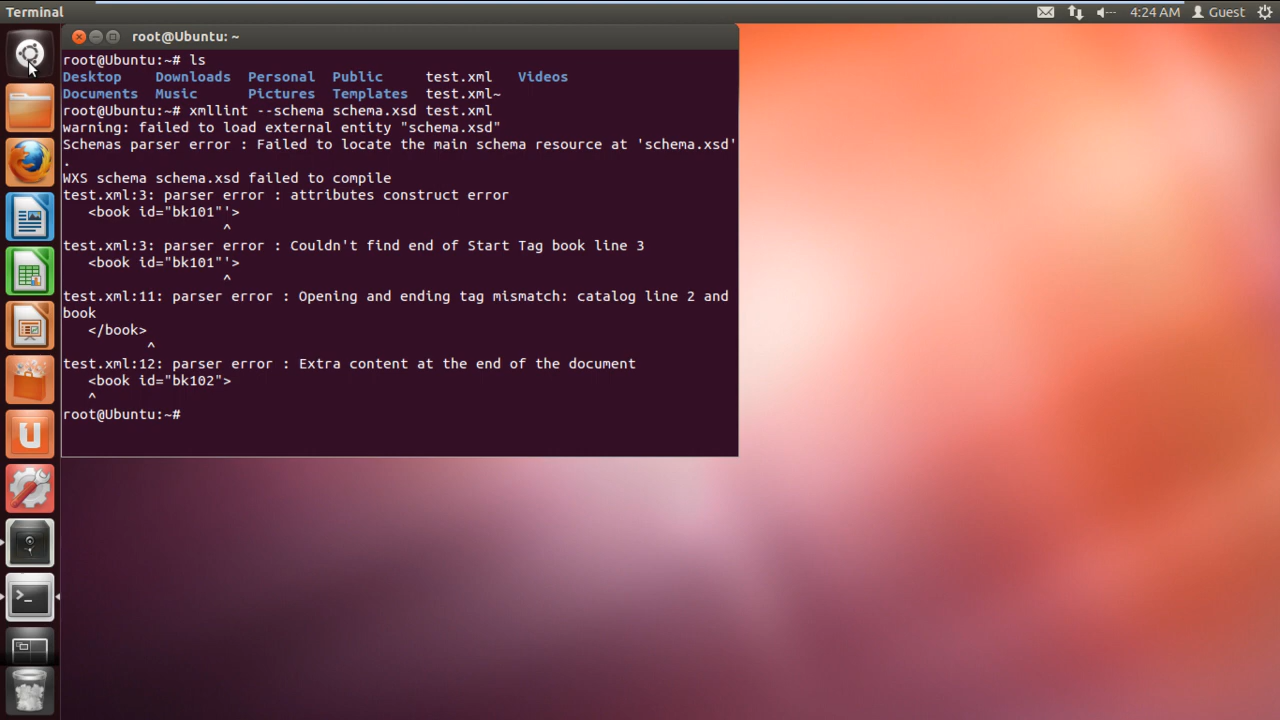 Terminal
4:24 AM Guest
root@Ubuntu: ~
root@Ubuntu:~# ls
Desktop Downloads Personal Public test.xml Videos
Documents Music Pictures Templates test.xml~
root@Ubuntu:~# xmllint --schema schema.xsd test.xml
warning: failed to load external entity "schema.xsd"
Schemas parser error : Failed to locate the main schema resource at 'schema.xsd'
.
WXS schema schema.xsd failed to compile
test.xml:3: parser error : attributes construct error
<book id="bk101"'>
^
test.xml:3: parser error : Couldn't find end of Start Tag book line 3
<book id="bk101"'>
^
test.xml:11: parser error : Opening and ending tag mismatch: catalog line 2 and
book
</book>
^
test.xml:12: parser error : Extra content at the end of the document
<book id="bk102">
^
root@Ubuntu:~#